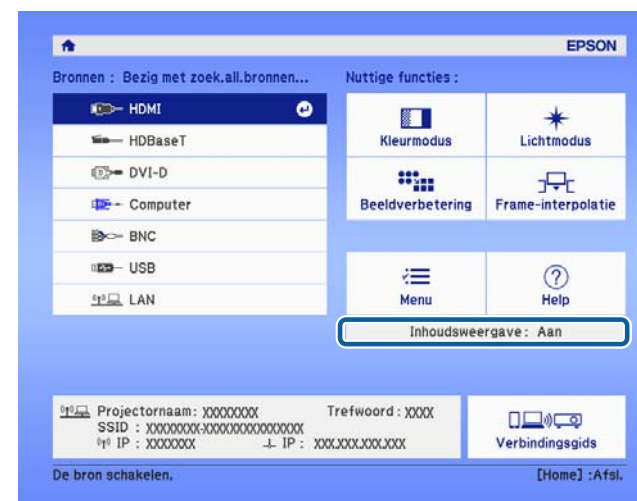 EPSON
Bronnen : Bezig met zoek.all.bronnen...
HDMI
HDBaseT
DVI-D
Computer
BNC
USB
LAN
Nuttige functies :
Kleurmodus
Lichtmodus
Beeldverbetering
Frame-interpolatie
Menu
Help
Inhoudsweergave: Aan
Projectornaam: XXXXXXXX Trefwoord : XXXX
SSID : XXXXXXXX-XXXXXXXXXXXXXX
IP : XXXXXXX IP : XXX.XXX.XXX.XXX
Verbindingsgids
De bron schakelen.
[Home] :Afsl.